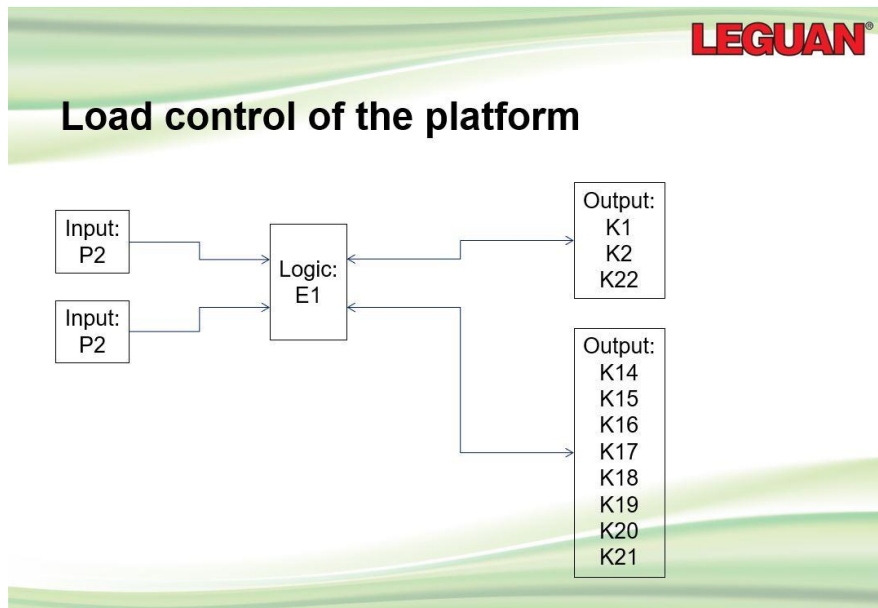 LEGUAN®
Load control of the platform
Input:
P2
Input:
P2
Logic:
E1
Output:
K1
K2
K22
Output:
K14
K15
K16
K17
K18
K19
K20
K21